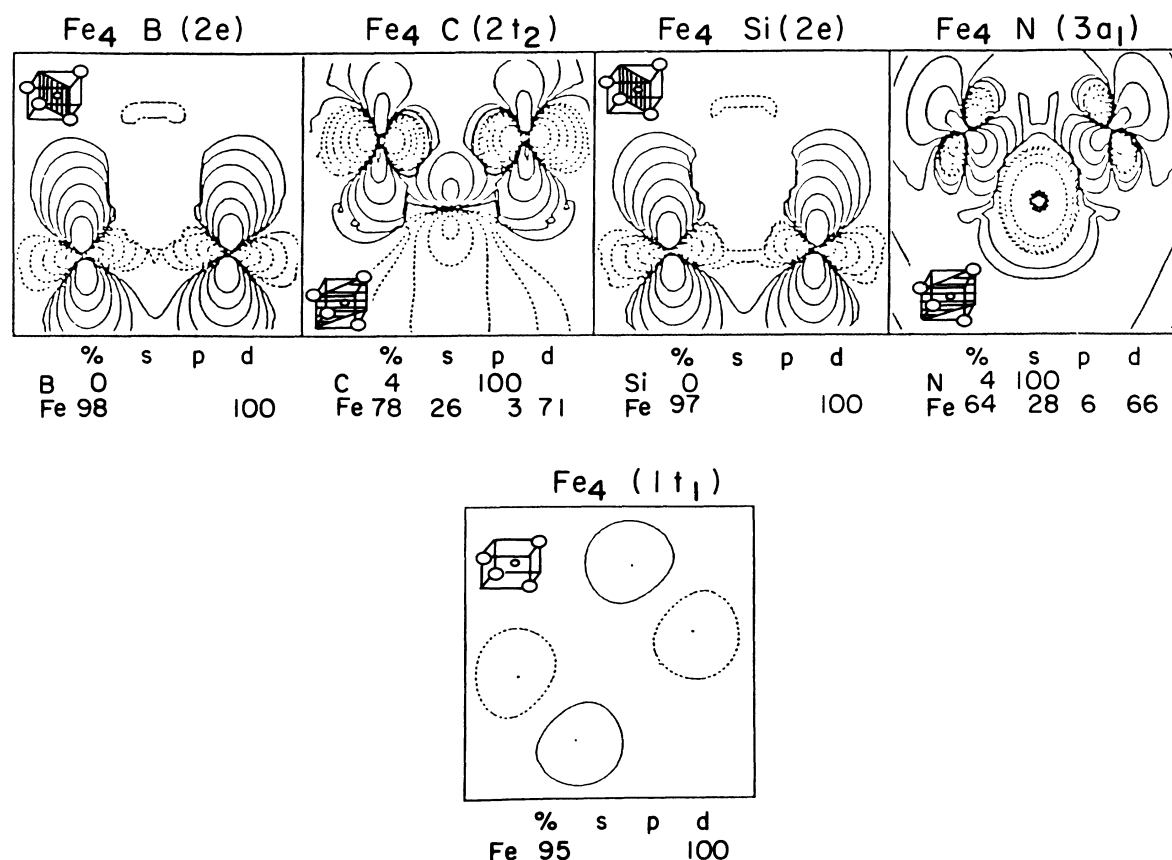 Fe4 B (2e) Fe4 C (2t2) Fe4 Si (2e) Fe4 N (3a1)
% s p d % s p d % s p d % s p d
B 0 C 4 100 Si 0 N 4 100
Fe 98 100 Fe 78 26 3 71 Fe 97 100 Fe 64 28 6 66
Fe4 (1t1)
% s p d
Fe 95 100